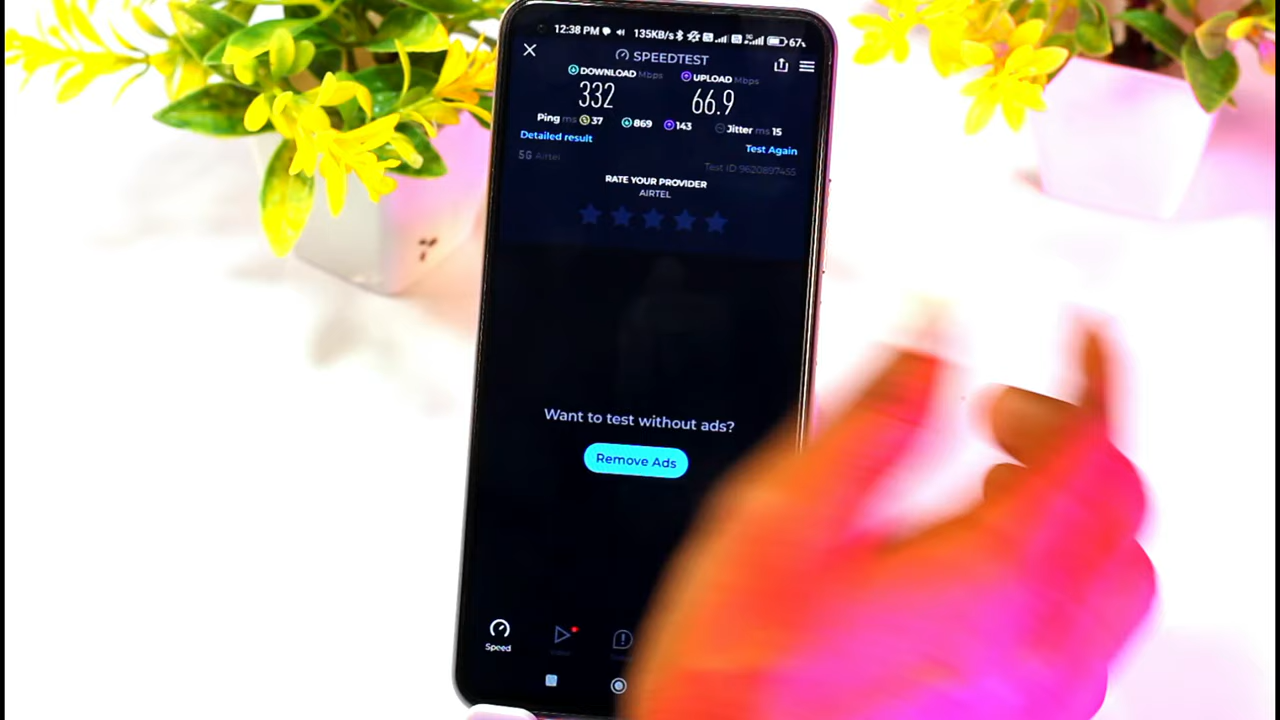 12:38 PM 135KB/s 5G 67%
SPEEDTEST
DOWNLOAD Mbps UPLOAD Mbps
332 66.9
Ping ms 37 869 143 Jitter ms 15
Detailed result Test Again
5G Airtel Test ID 9620897455
RATE YOUR PROVIDER
AIRTEL
Want to test without ads?
Remove Ads
Speed